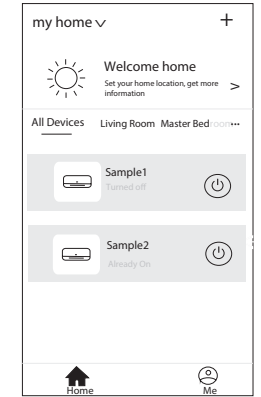 my home
Welcome home
Set your home location, get more
information
All Devices Living Room Master Bedroom
Sample1
Turned off
Sample2
Already On
Home
Me